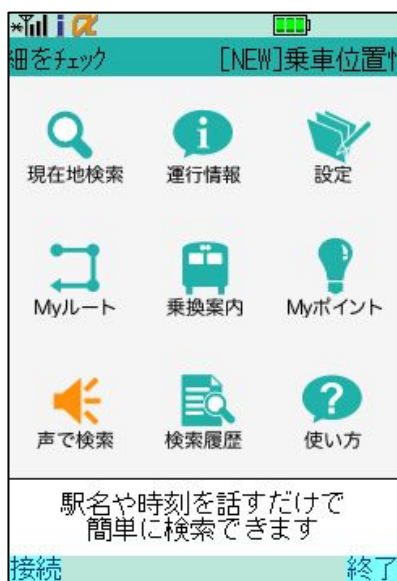 細をチェック [NEW]乗車位置情
現在地検索 運行情報 設定
Myルート 乗換案内 Myポイント
声で検索 検索履歴 使い方
駅名や時刻を話すだけで
簡単に検索できます
接続 終了